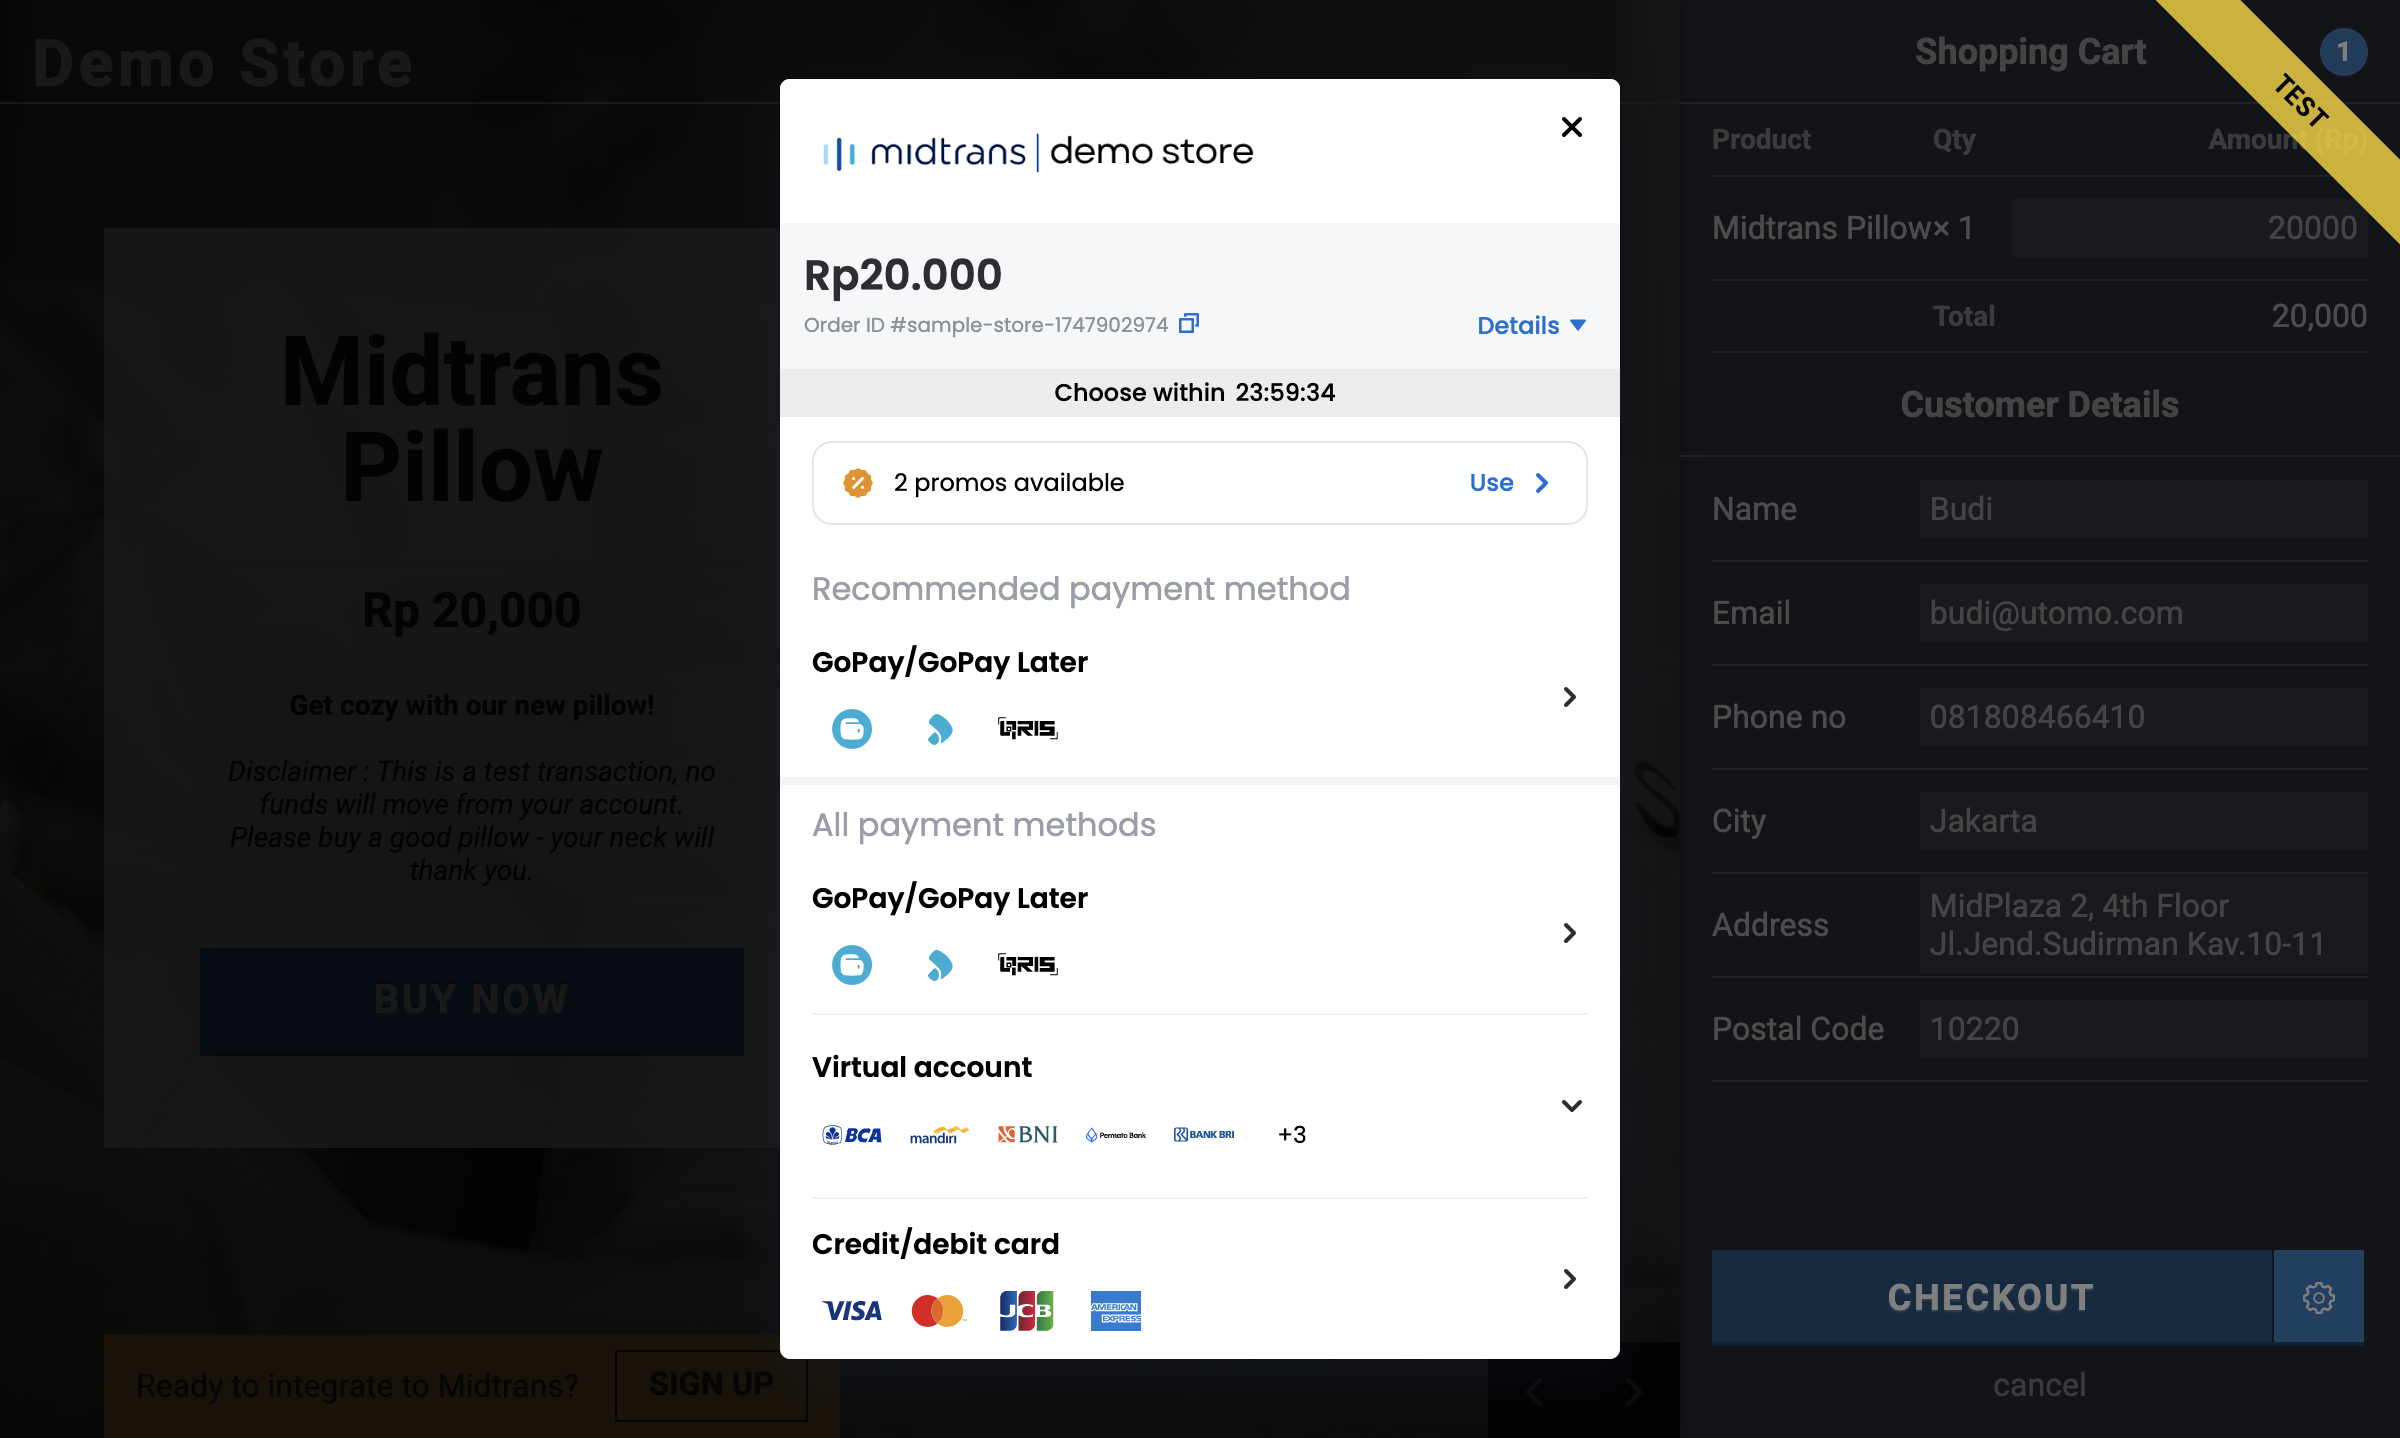 Demo Store
Midtrans
Pillow
Rp 20,000
Get cozy with our new pillow!
Disclaimer : This is a test transaction, no
funds will move from your account.
Please buy a good pillow - your neck will
thank you.
BUY NOW
Ready to integrate to Midtrans?
SIGN UP
midtrans | demo store
Rp20.000
Order ID #sample-store-1747902974
Details
Choose within 23:59:34
2 promos available
Use
Recommended payment method
GoPay/GoPay Later
QRIS
All payment methods
GoPay/GoPay Later
QRIS
Virtual account
BCA mandiri BNI Permata Bank BANK BRI +3
Credit/debit card
VISA JCB AMERICAN EXPRESS
Shopping Cart 1
TEST
Product Qty Amount (Rp)
Midtrans Pillow × 1 20000
Total 20,000
Customer Details
Name Budi
Email budi@utomo.com
Phone no 081808466410
City Jakarta
Address MidPlaza 2, 4th Floor
Jl.Jend.Sudirman Kav.10-11
Postal Code 10220
CHECKOUT
cancel